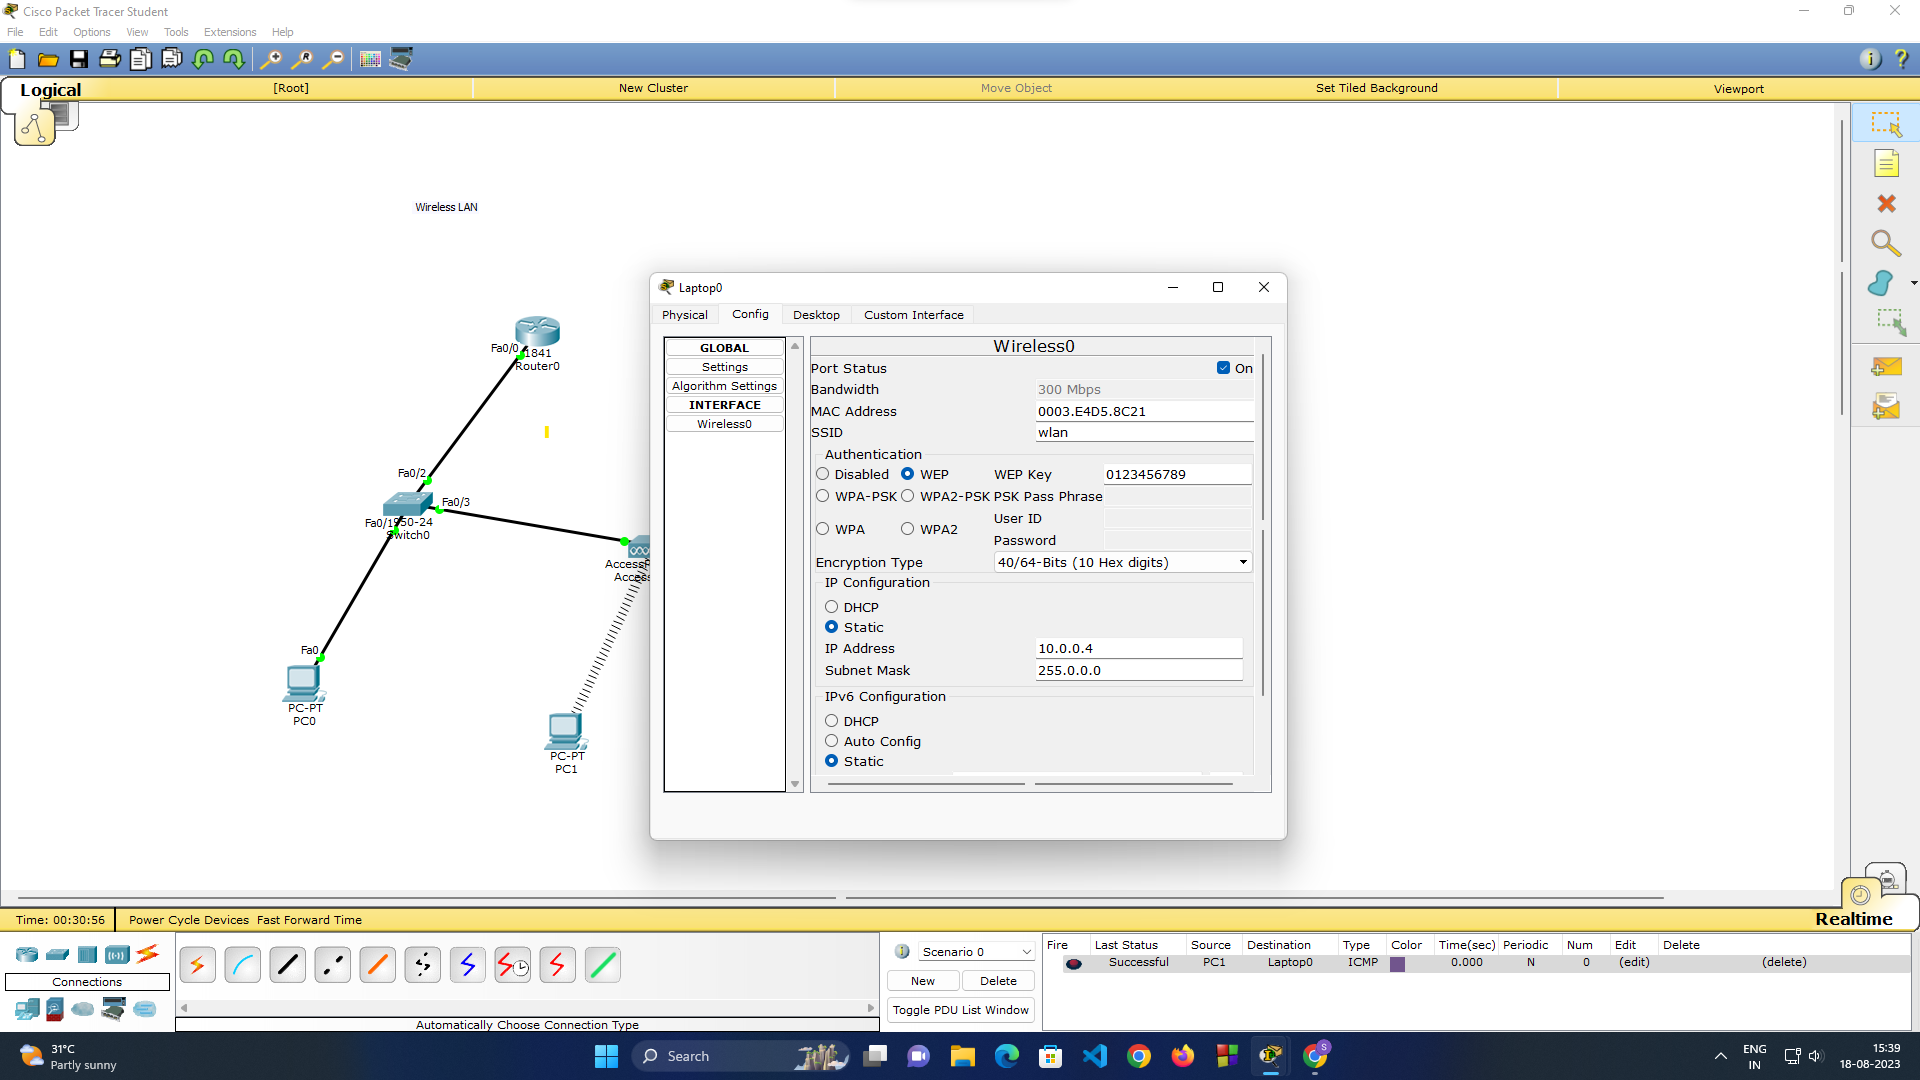 Cisco Packet Tracer Student
File Edit Options View Tools Extensions Help
Logical [Root] New Cluster Move Object Set Tiled Background Viewport
Wireless LAN
Fa0/0
1841
Router0
Fa0/2
Fa0/3
Fa0/1
950-24
Switch0
Access
Fa0
PC-PT
PC0
PC-PT
PC1
Laptop0
Physical Config Desktop Custom Interface
GLOBAL
Settings
Algorithm Settings
INTERFACE
Wireless0
Wireless0
Port Status On
Bandwidth 300 Mbps
MAC Address 0003.E4D5.8C21
SSID wlan
Authentication
Disabled WEP WEP Key 0123456789
WPA-PSK WPA2-PSK PSK Pass Phrase
User ID
WPA WPA2
Password
Encryption Type 40/64-Bits (10 Hex digits)
IP Configuration
DHCP
Static
IP Address 10.0.0.4
Subnet Mask 255.0.0.0
IPv6 Configuration
DHCP
Auto Config
Static
Time: 00:30:56 Power Cycle Devices Fast Forward Time Realtime
Connections
Automatically Choose Connection Type
Scenario 0
New Delete
Toggle PDU List Window
Fire Last Status Source Destination Type Color Time(sec) Periodic Num Edit Delete
Successful PC1 Laptop0 ICMP 0.000 N 0 (edit) (delete)
31°C
Partly sunny
Search
S
ENG
IN
15:39
18-08-2023